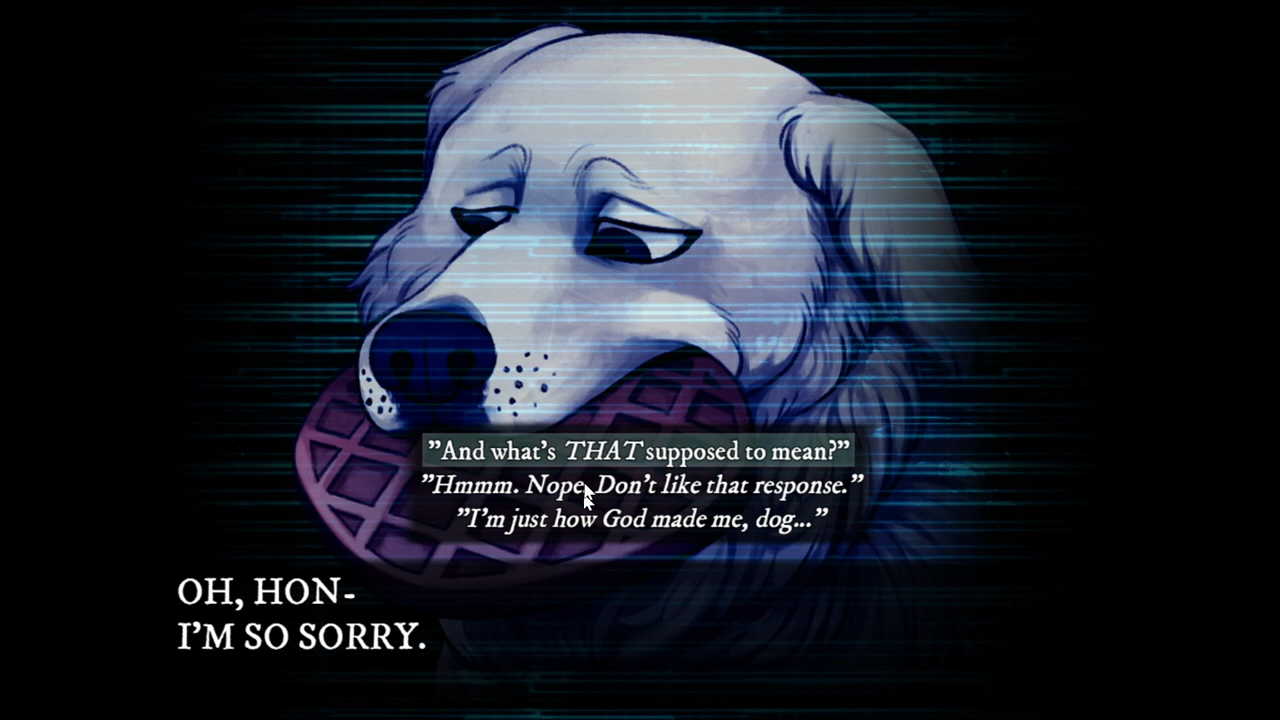 "And what's THAT supposed to mean?"
"Hmmm. Nope. Don't like that response."
"I'm just how God made me, dog..."
OH, HON-
I'M SO SORRY.